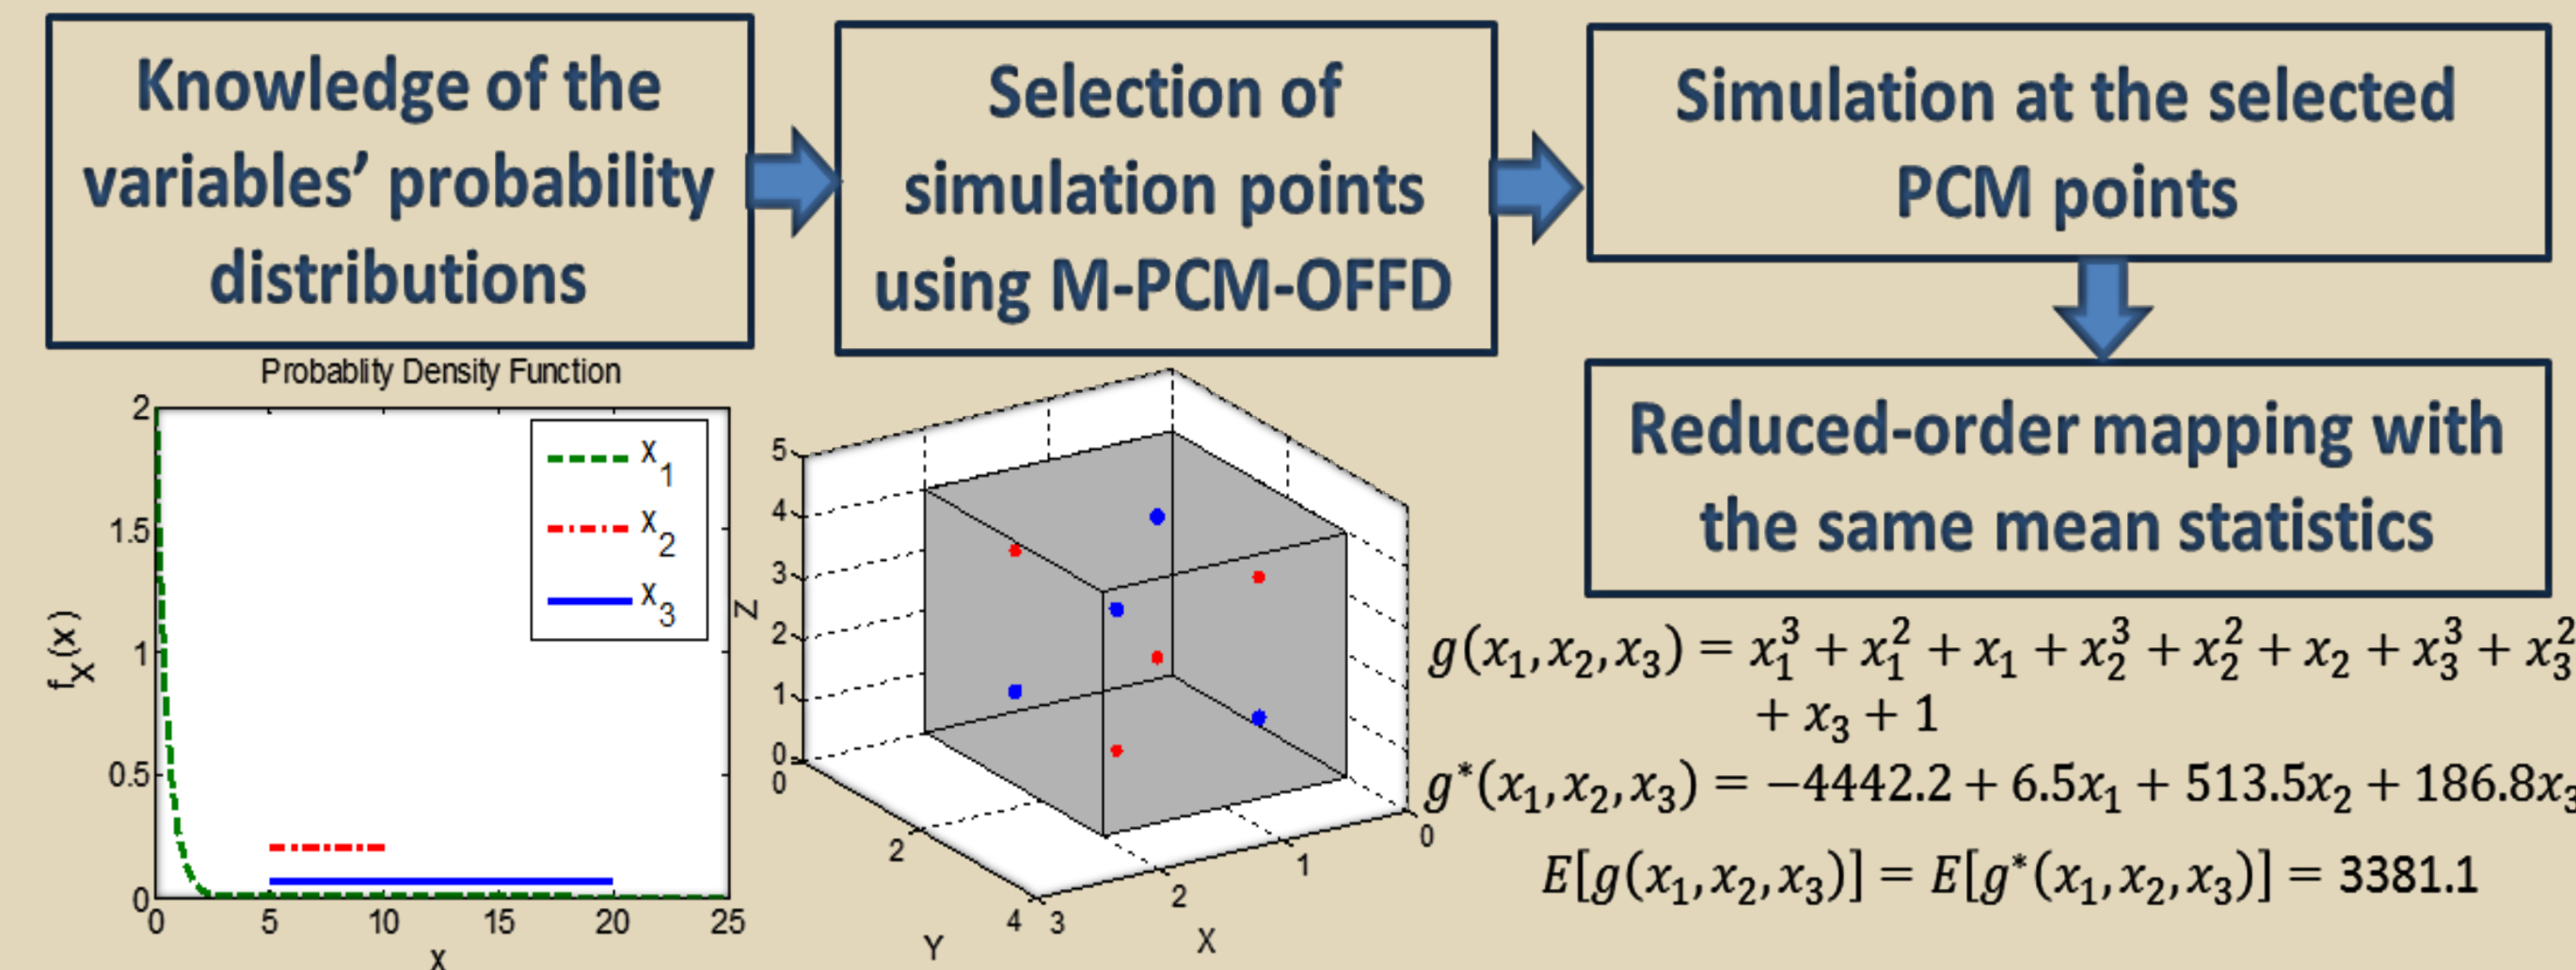 Knowledge of the
variables' probability
distributions
Selection of
simulation points
using M-PCM-OFFD
Simulation at the selected
PCM points
Reduced-order mapping with
the same mean statistics
Probablity Density Function
2
1.5
1
0.5
0
f_X(x)
x_1
x_2
x_3
0 5 10 15 20 25
x
5
4
3
2
1
0
Z
0
2
4
Y
3
2
1
0
X
g(x_1, x_2, x_3) = x_1^3 + x_1^2 + x_1 + x_2^3 + x_2^2 + x_2 + x_3^3 + x_3^2
+ x_3 + 1
g*(x_1, x_2, x_3) = −4442.2 + 6.5x_1 + 513.5x_2 + 186.8x_3
E[g(x_1, x_2, x_3)] = E[g*(x_1, x_2, x_3)] = 3381.1